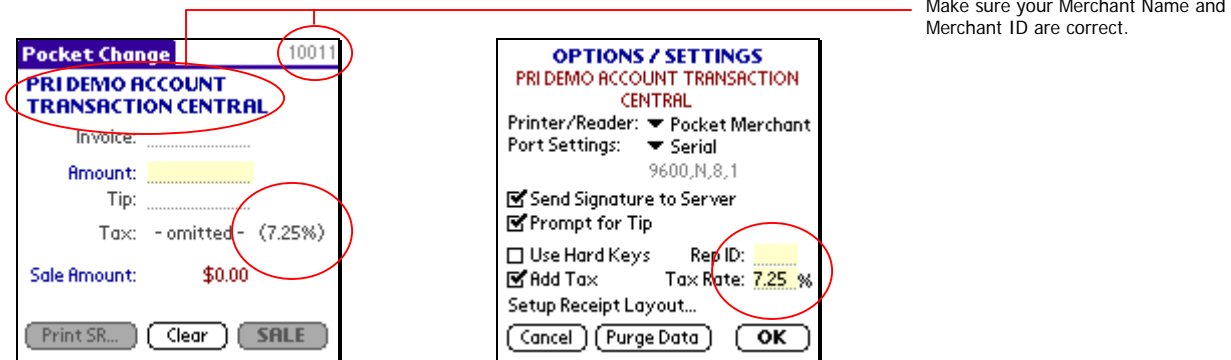 Make sure your Merchant Name and
Merchant ID are correct.
Pocket Change 10011
PRI DEMO ACCOUNT
TRANSACTION CENTRAL
Invoice:
Amount:
Tip:
Tax: - omitted - (7.25%)
Sale Amount: $0.00
Print SR... Clear SALE
OPTIONS / SETTINGS
PRI DEMO ACCOUNT TRANSACTION
CENTRAL
Printer/Reader: Pocket Merchant
Port Settings: Serial
9600,N,8,1
Send Signature to Server
Prompt for Tip
Use Hard Keys Rep ID:
Add Tax Tax Rate: 7.25 %
Setup Receipt Layout...
Cancel Purge Data OK